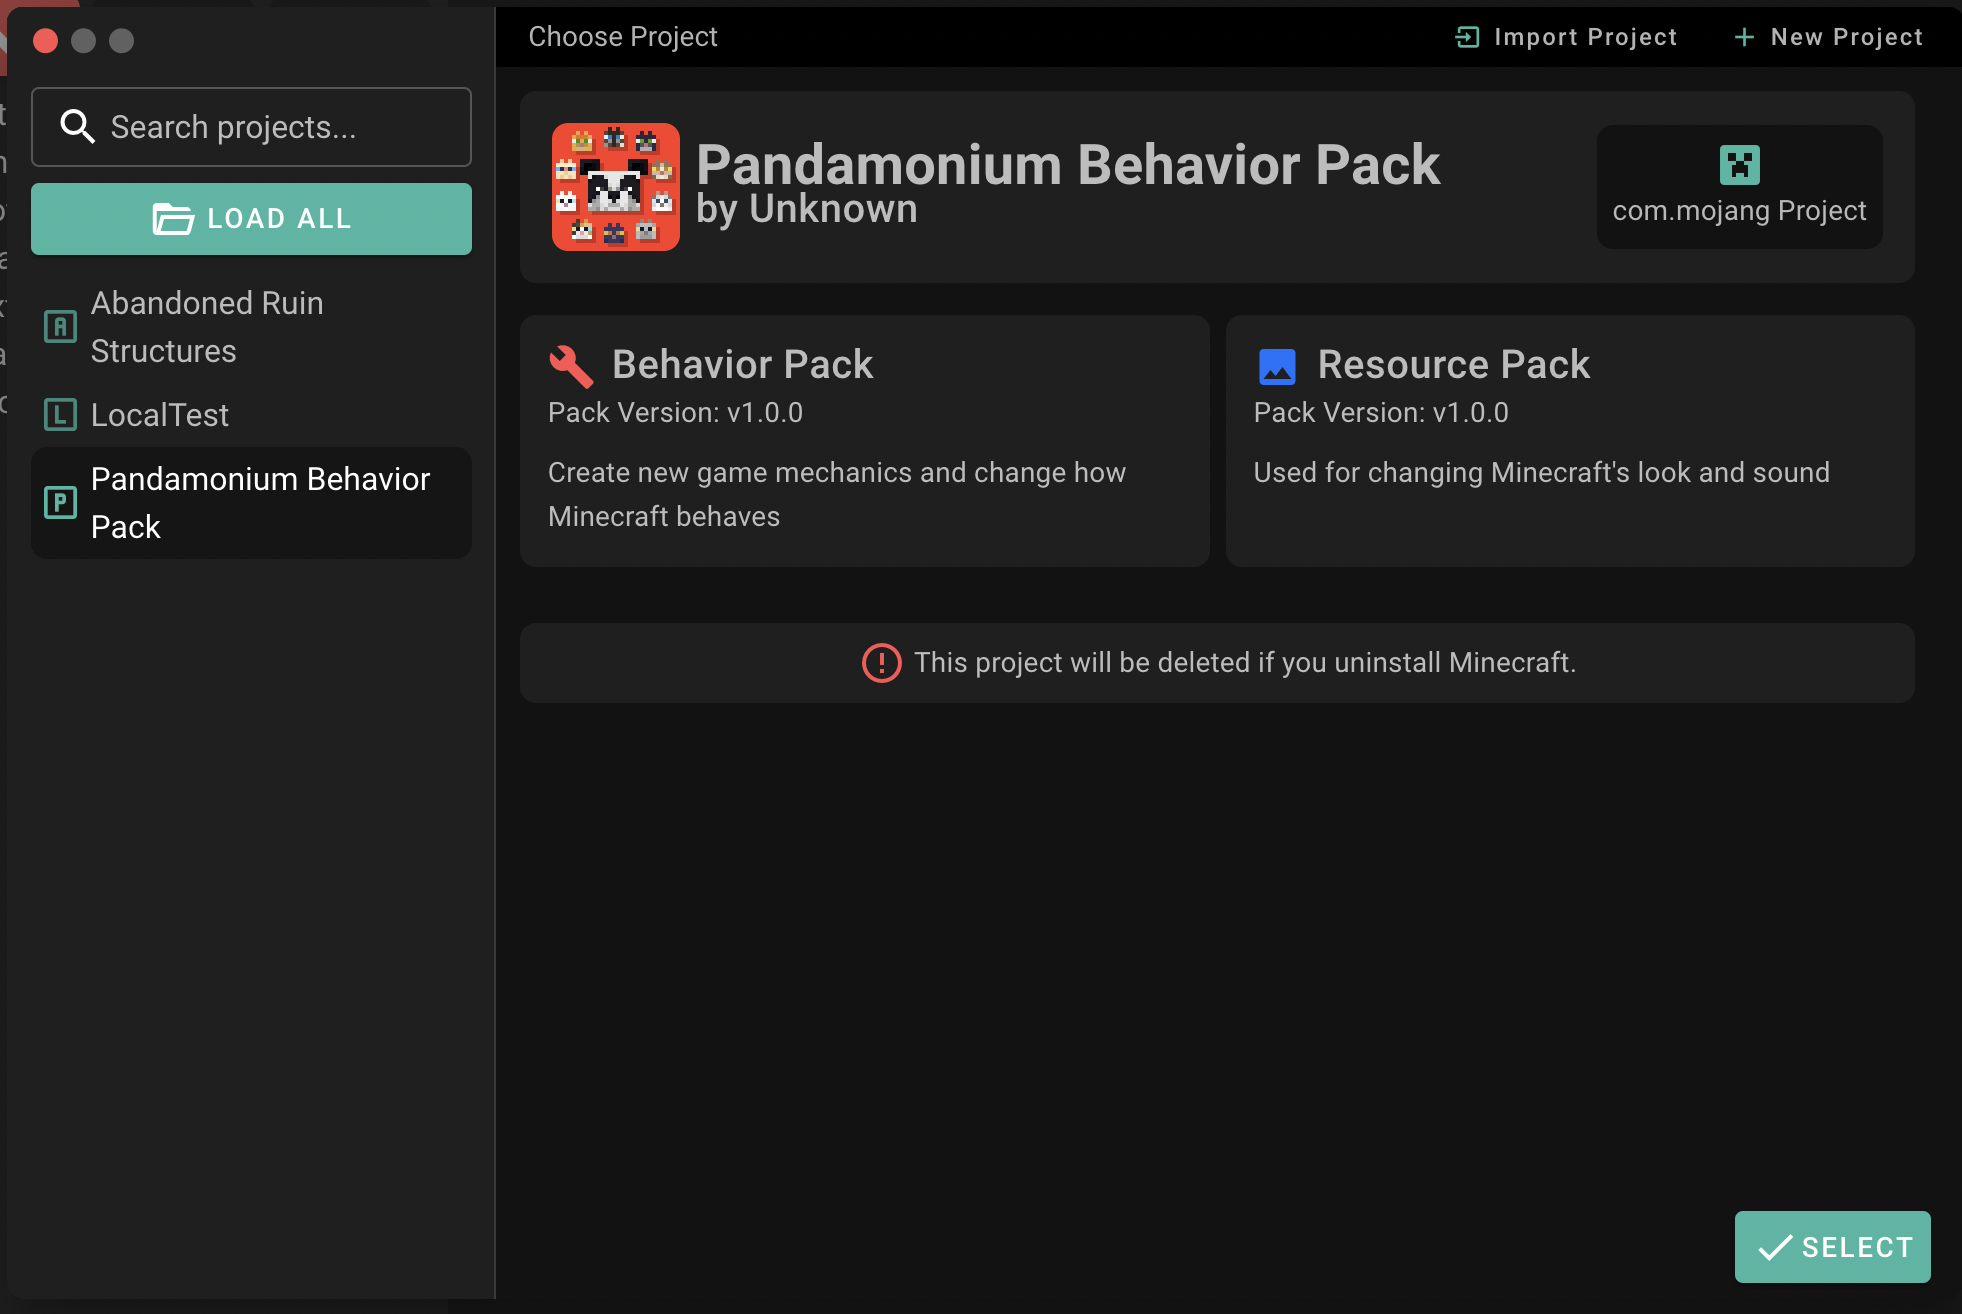 Choose Project
Import Project
New Project
Search projects...
LOAD ALL
A
Abandoned Ruin
Structures
L
LocalTest
P
Pandamonium Behavior
Pack
Pandamonium Behavior Pack
by Unknown
com.mojang Project
Behavior Pack
Pack Version: v1.0.0
Create new game mechanics and change how
Minecraft behaves
Resource Pack
Pack Version: v1.0.0
Used for changing Minecraft's look and sound
This project will be deleted if you uninstall Minecraft.
SELECT